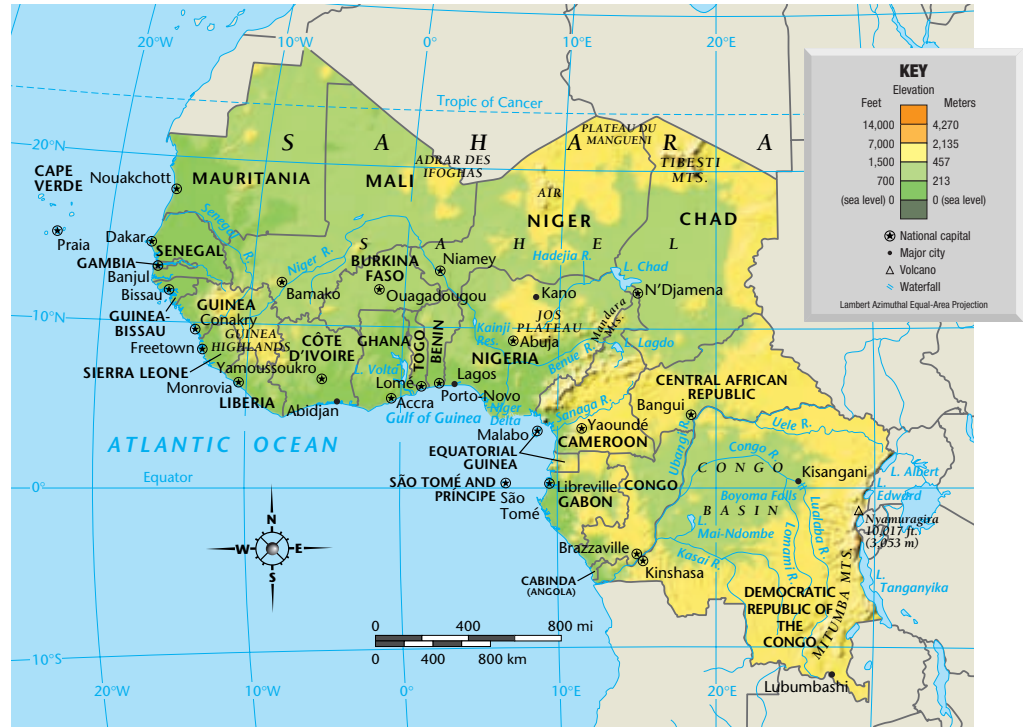 20°W
10°W
0°
10°E
20°E
Tropic of Cancer
20°N
10°N
0°
10°S
Equator
20°W
10°W
0°
10°E
20°E
S A H A R A
S A H E L
PLATEAU DU
MANGUENI
TIBESTI
MTS.
ADRAR DES
IFOGHAS
AIR
CAPE
VERDE
Praia
Nouakchott
MAURITANIA
MALI
NIGER
CHAD
Dakar
SENEGAL
Senegal R.
GAMBIA
Banjul
Bissau
GUINEA
BISSAU
GUINEA
Conakry
GUINEA
HIGHLANDS
Freetown
SIERRA LEONE
Monrovia
LIBERIA
Niger R.
Bamako
BURKINA
FASO
Ouagadougou
Niamey
Hadejia R.
L. Chad
N'Djamena
Kano
JOS
PLATEAU
Mandara
Mts.
Kainji
Res.
Abuja
NIGERIA
Benue R.
L. Lagdo
CÔTE
D'IVOIRE
Yamoussoukro
Abidjan
GHANA
L. Volta
TOGO
BENIN
Lomé
Accra
Lagos
Porto-Novo
Gulf of Guinea
Niger
Delta
Sanaga R.
Malabo
Yaoundé
CAMEROON
EQUATORIAL
GUINEA
CENTRAL AFRICAN
REPUBLIC
Bangui
Uele R.
Ubangi R.
Congo R.
CONGO
BASIN
Kisangani
L. Albert
L.
Edward
Boyoma Falls
Lualaba R.
Nyamuragira
10,017 ft.
(3,053 m)
SÃO TOMÉ AND
PRÍNCIPE
São
Tomé
Libreville
GABON
CONGO
L.
Mai-Ndombe
Lomami R.
Brazzaville
Kasai R.
Kinshasa
CABINDA
(ANGOLA)
MITUMBA MTS.
L.
Tanganyika
DEMOCRATIC
REPUBLIC OF
THE
CONGO
Lubumbashi
ATLANTIC OCEAN
N
W E
S
0 400 800 mi
0 400 800 km
KEY
Elevation
Feet Meters
14,000 4,270
7,000 2,135
1,500 457
700 213
(sea level) 0 0 (sea level)
National capital
Major city
Volcano
Waterfall
Lambert Azimuthal Equal-Area Projection